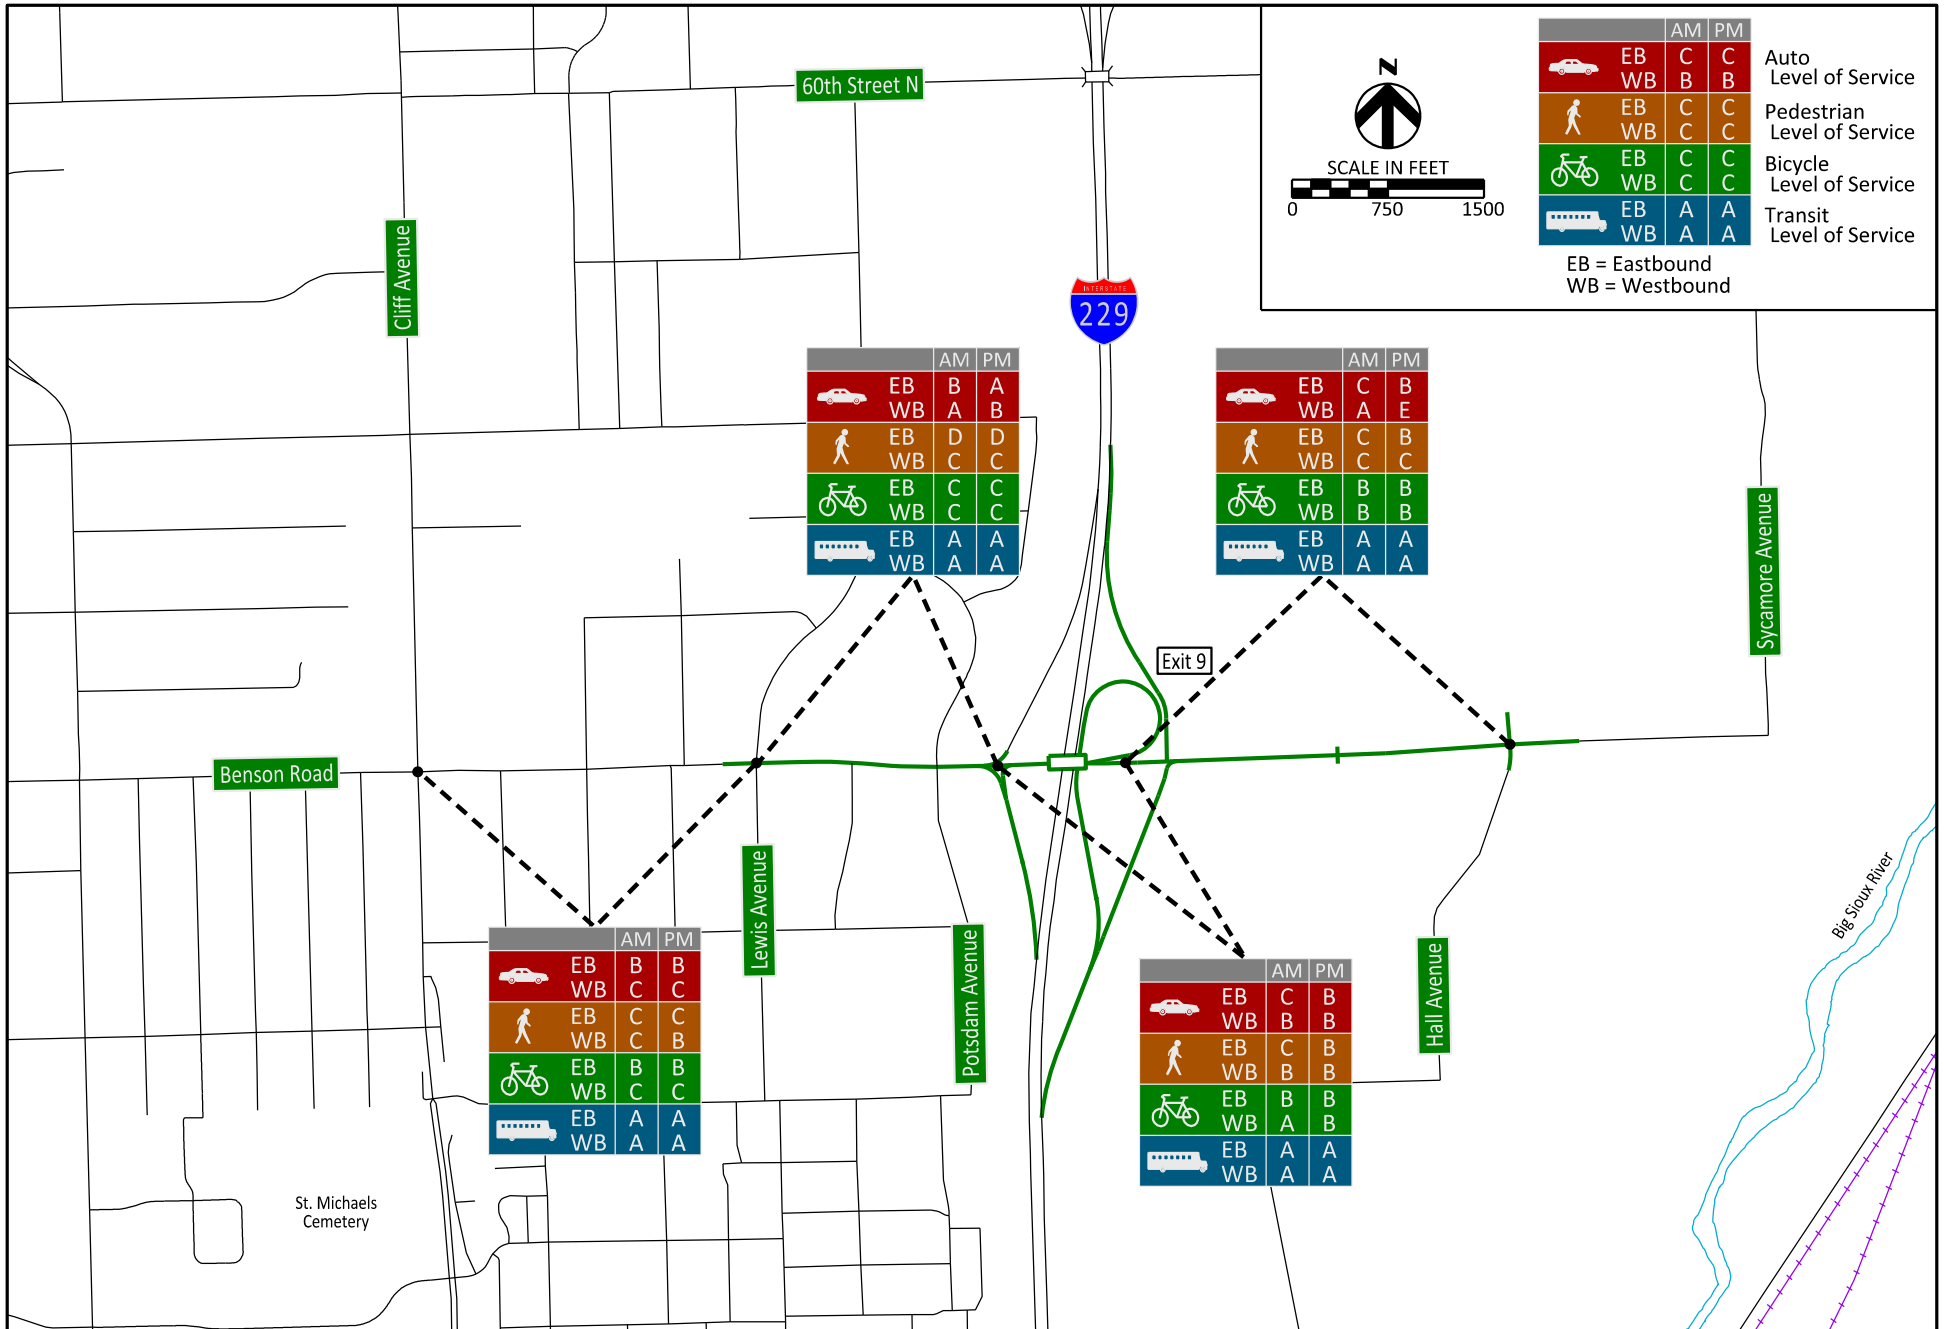 60th Street N
N
SCALE IN FEET
0 750 1500
AM PM
EB C C
WB B B
Auto
Level of Service
EB C C
WB C C
Pedestrian
Level of Service
EB C C
WB C C
Bicycle
Level of Service
EB A A
WB A A
Transit
Level of Service
EB = Eastbound
WB = Westbound
Cliff Avenue
INTERSTATE
229
AM PM
EB B A
WB A B
EB D D
WB C C
EB C C
WB C C
EB A A
WB A A
AM PM
EB C B
WB A E
EB C B
WB C C
EB B B
WB B B
EB A A
WB A A
Sycamore Avenue
Exit 9
Benson Road
Lewis Avenue
Potsdam Avenue
Hall Avenue
Big Sioux River
AM PM
EB B B
WB C C
EB C C
WB C B
EB B B
WB C C
EB A A
WB A A
AM PM
EB C B
WB B B
EB C B
WB B B
EB B B
WB A B
EB A A
WB A A
St. Michaels
Cemetery